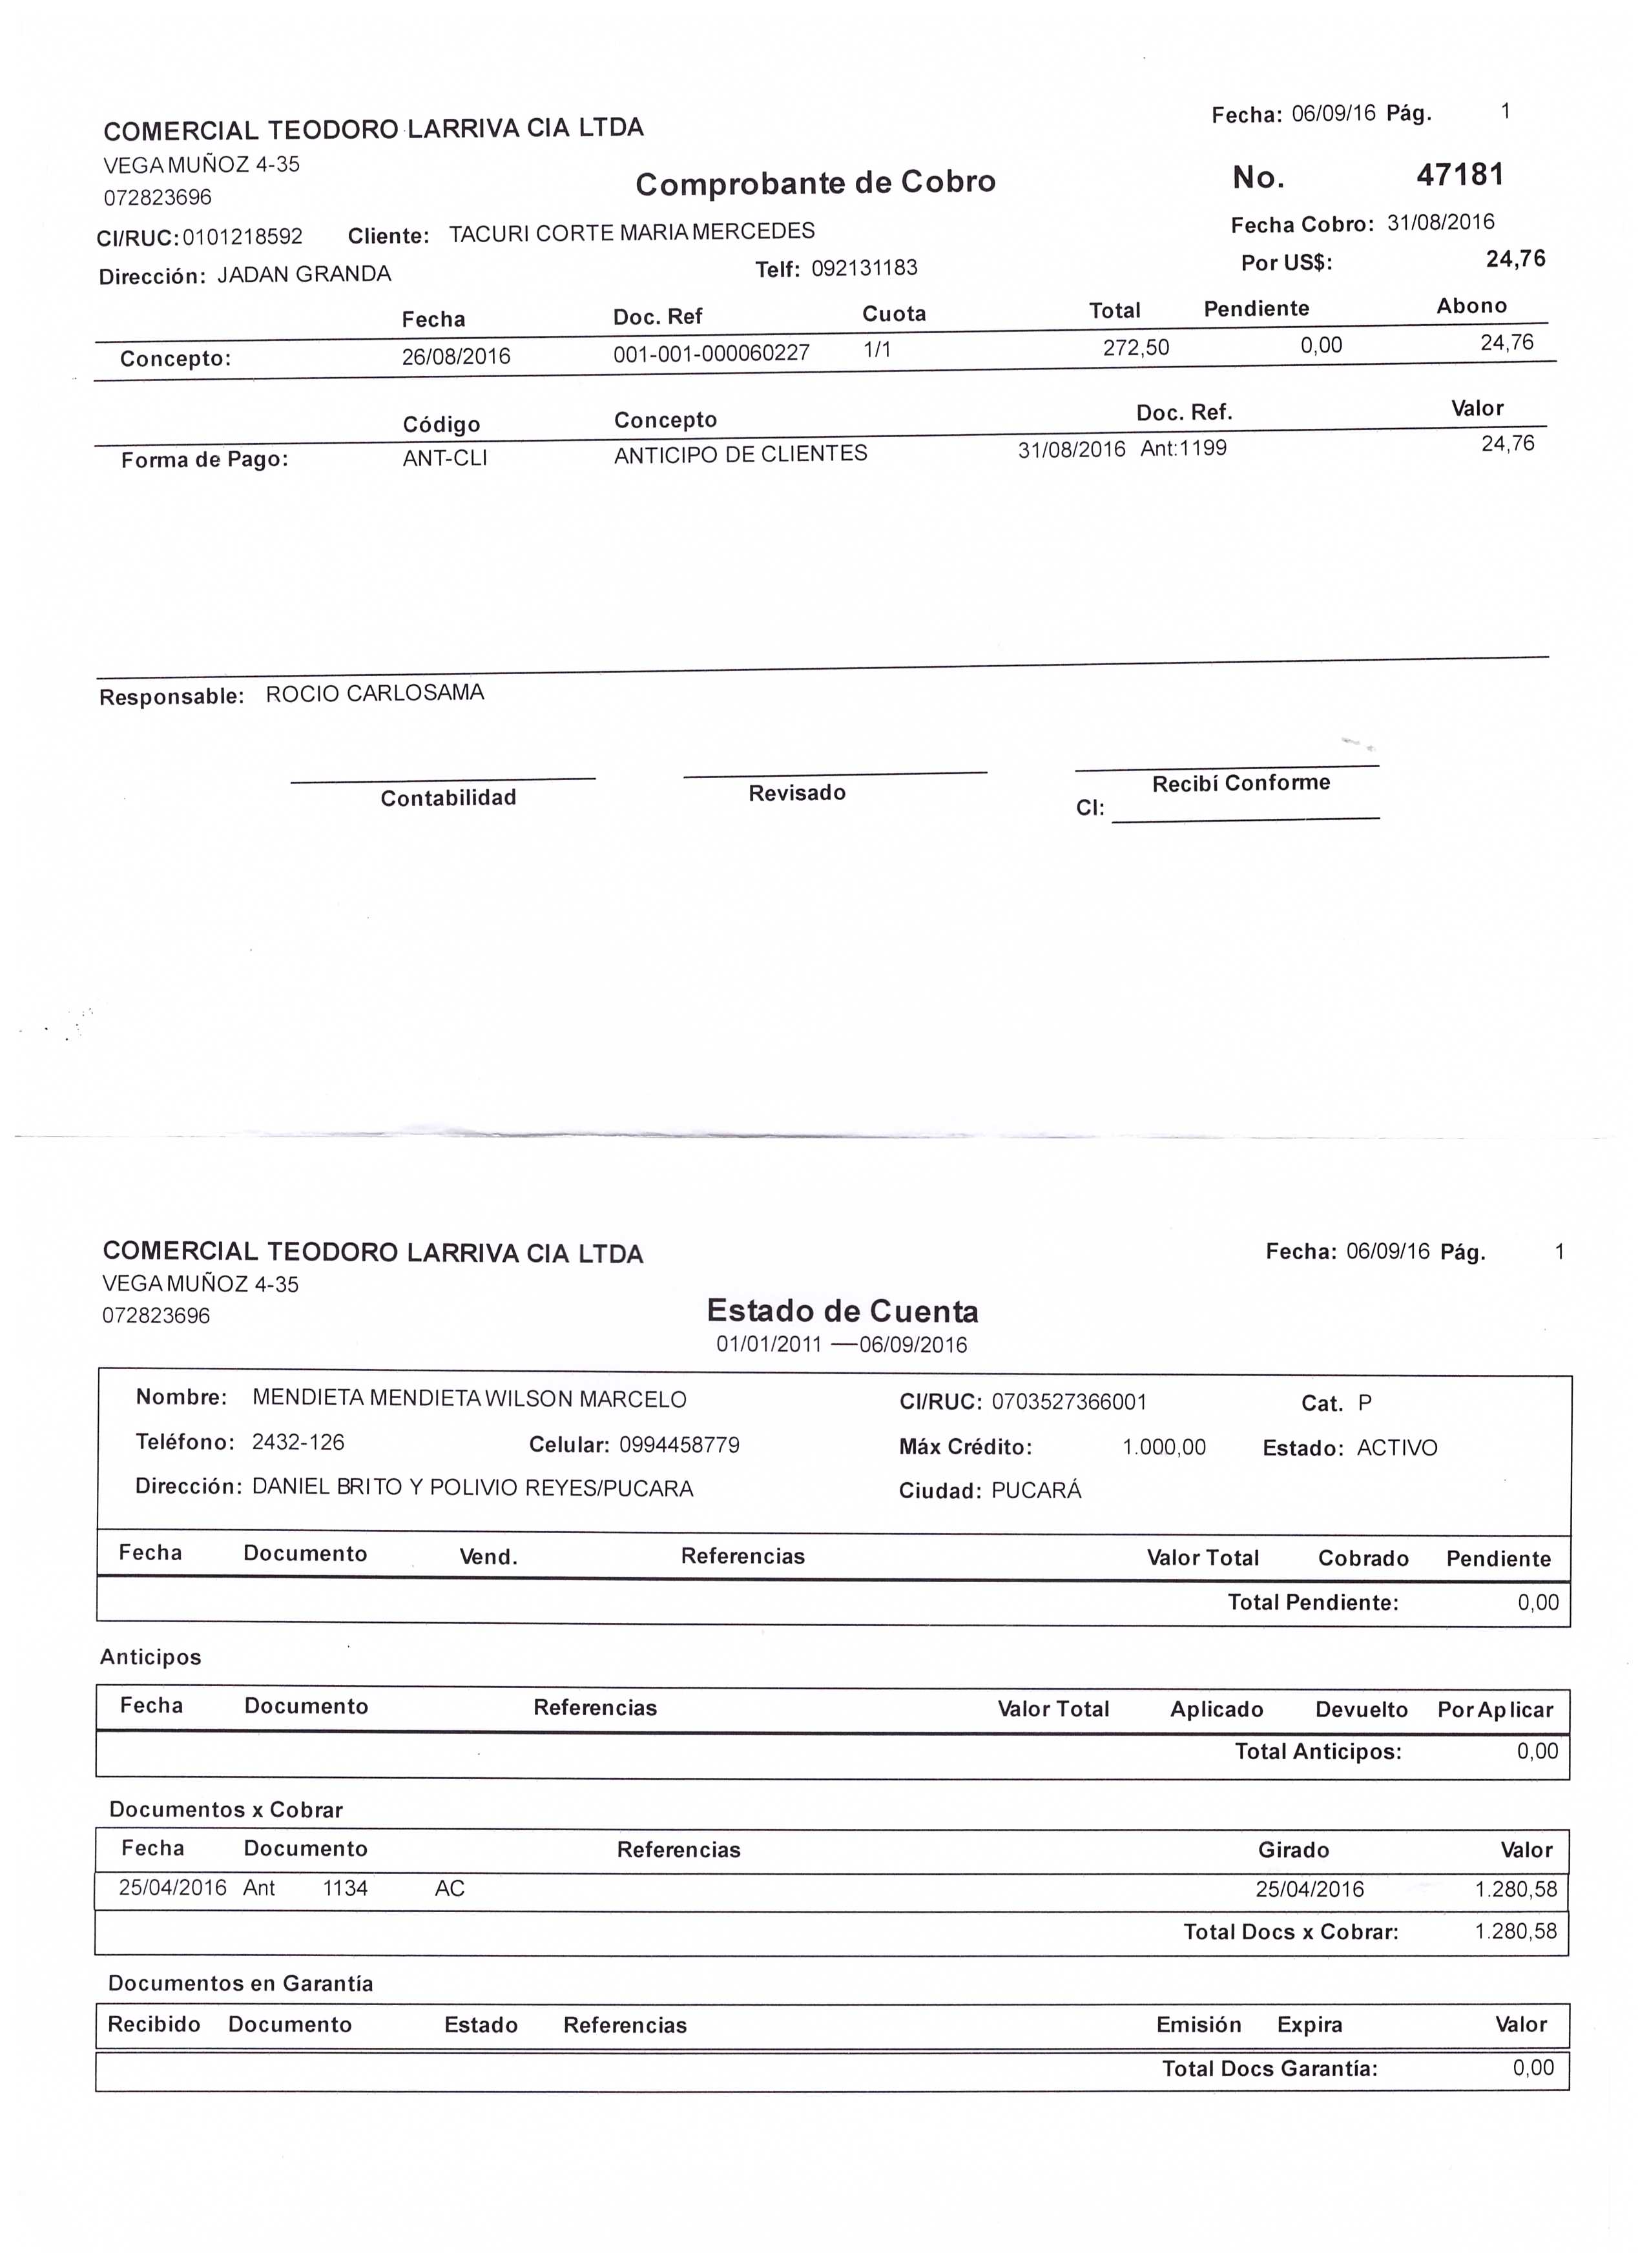 COMERCIAL TEODORO LARRIVA CIA LTDA
Fecha: 06/09/16 Pág. 1
VEGA MUÑOZ 4-35
072823696
Comprobante de Cobro
No. 47181
CI/RUC: 0101218592 Cliente: TACURI CORTE MARIA MERCEDES
Fecha Cobro: 31/08/2016
Dirección: JADAN GRANDA Telf: 092131183
Por US$: 24,76
Fecha Doc. Ref Cuota Total Pendiente Abono
Concepto: 26/08/2016 001-001-000060227 1/1 272,50 0,00 24,76
Código Concepto Doc. Ref. Valor
Forma de Pago: ANT-CLI ANTICIPO DE CLIENTES 31/08/2016 Ant:1199 24,76
Responsable: ROCIO CARLOSAMA
Contabilidad Revisado Recibí Conforme
CI:
COMERCIAL TEODORO LARRIVA CIA LTDA
Fecha: 06/09/16 Pág. 1
VEGA MUÑOZ 4-35
072823696
Estado de Cuenta
01/01/2011 —06/09/2016
Nombre: MENDIETA MENDIETA WILSON MARCELO CI/RUC: 0703527366001 Cat. P
Teléfono: 2432-126 Celular: 0994458779 Máx Crédito: 1.000,00 Estado: ACTIVO
Dirección: DANIEL BRITO Y POLIVIO REYES/PUCARA Ciudad: PUCARÁ
Fecha Documento Vend. Referencias Valor Total Cobrado Pendiente
Total Pendiente: 0,00
Anticipos
Fecha Documento Referencias Valor Total Aplicado Devuelto Por Aplicar
Total Anticipos: 0,00
Documentos x Cobrar
Fecha Documento Referencias Girado Valor
25/04/2016 Ant 1134 AC 25/04/2016 1.280,58
Total Docs x Cobrar: 1.280,58
Documentos en Garantía
Recibido Documento Estado Referencias Emisión Expira Valor
Total Docs Garantía: 0,00